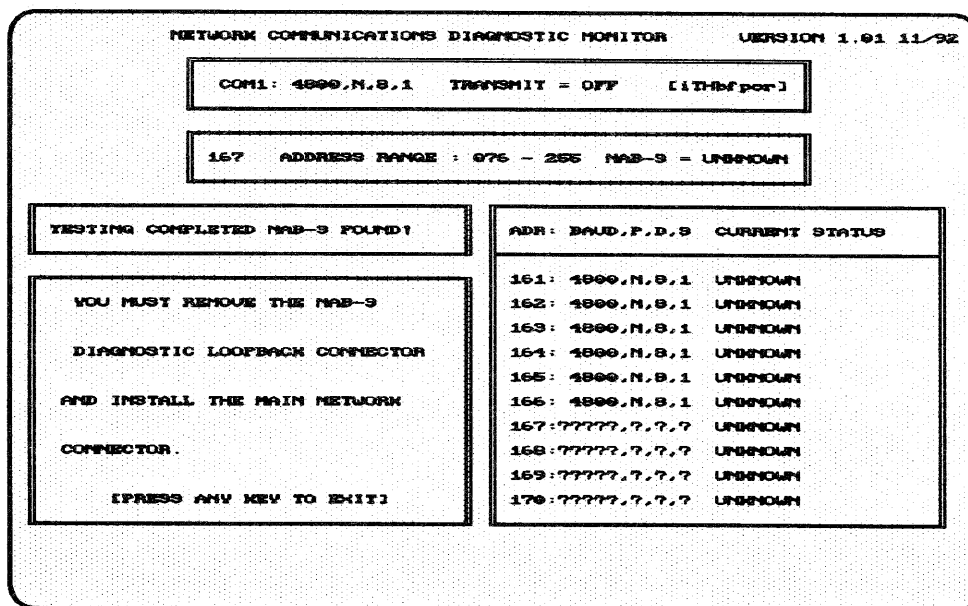 NETWORK COMMUNICATIONS DIAGNOSTIC MONITOR VERSION 1.01 11/92
COM1: 4800,N,8,1 TRANSMIT = OFF [iTHbfpor]
167 ADDRESS RANGE : 076 - 255 NAB-9 = UNKNOWN
TESTING COMPLETED NAB-9 FOUND!
YOU MUST REMOVE THE NAB-9
DIAGNOSTIC LOOPBACK CONNECTOR
AND INSTALL THE MAIN NETWORK
CONNECTOR.
[PRESS ANY KEY TO EXIT]
ADR: BAUD,P,D,S CURRENT STATUS
161: 4800,N,8,1 UNKNOWN
162: 4800,N,8,1 UNKNOWN
163: 4800,N,8,1 UNKNOWN
164: 4800,N,8,1 UNKNOWN
165: 4800,N,8,1 UNKNOWN
166: 4800,N,8,1 UNKNOWN
167:?????,?,?,? UNKNOWN
168:?????,?,?,? UNKNOWN
169:?????,?,?,? UNKNOWN
170:?????,?,?,? UNKNOWN